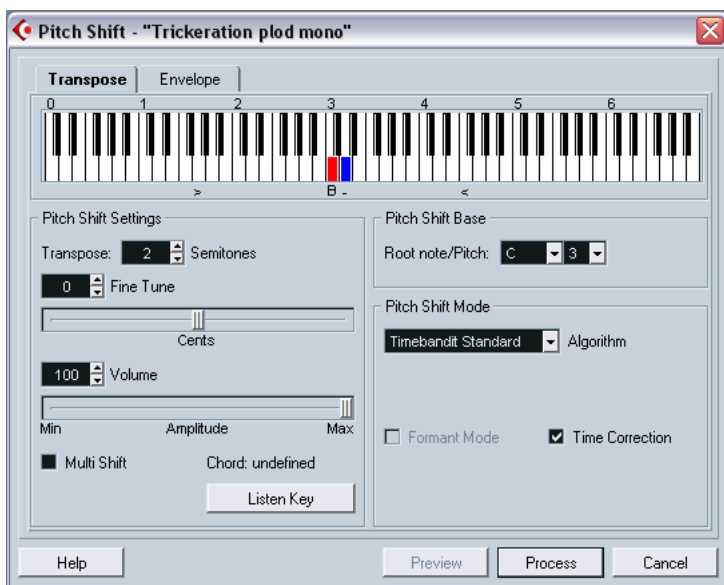 Pitch Shift - "Trickeration plod mono"
Transpose Envelope
0 1 2 3 4 5 6
> B - <
Pitch Shift Settings
Transpose: 2 Semitones
0 Fine Tune
Cents
100 Volume
Min Amplitude Max
Multi Shift Chord: undefined
Listen Key
Pitch Shift Base
Root note/Pitch: C 3
Pitch Shift Mode
Timebandit Standard Algorithm
Formant Mode Time Correction
Help Preview Process Cancel